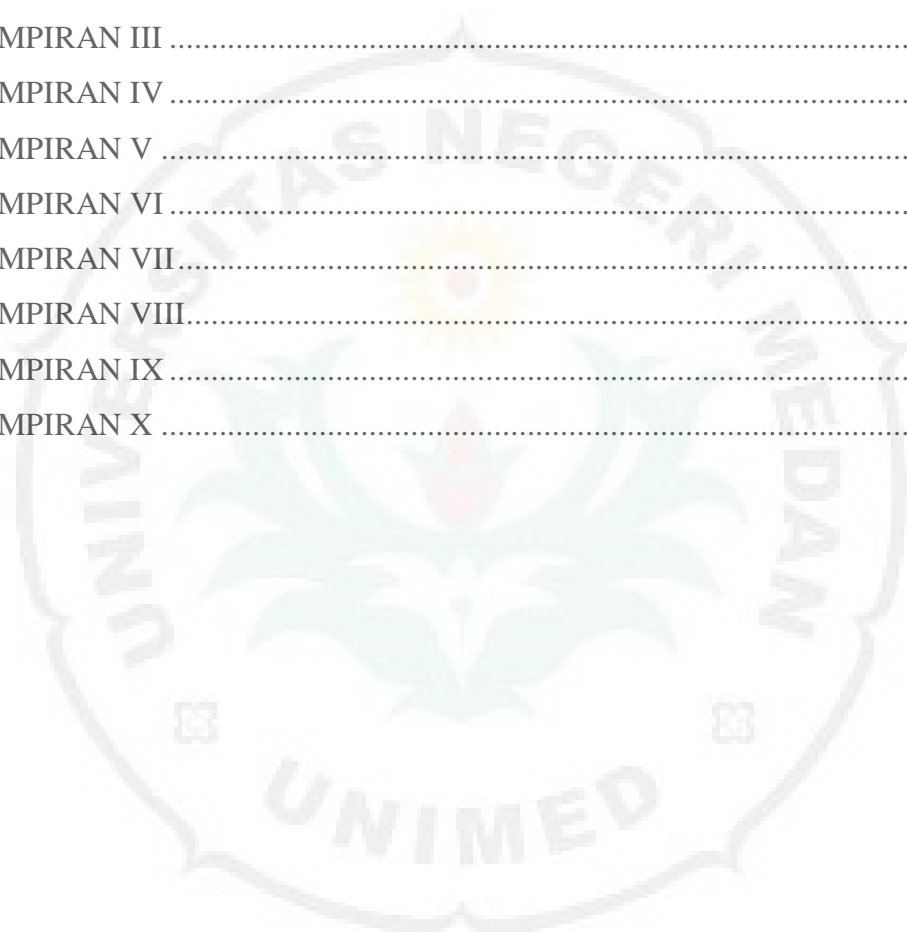 MPIRAN III ........................................................................................
MPIRAN IV ........................................................................................
MPIRAN V .........................................................................................
MPIRAN VI ........................................................................................
MPIRAN VII .......................................................................................
MPIRAN VIII ......................................................................................
MPIRAN IX ........................................................................................
MPIRAN X .........................................................................................
UNIVERSITAS NEGERI MEDAN
UNIMED